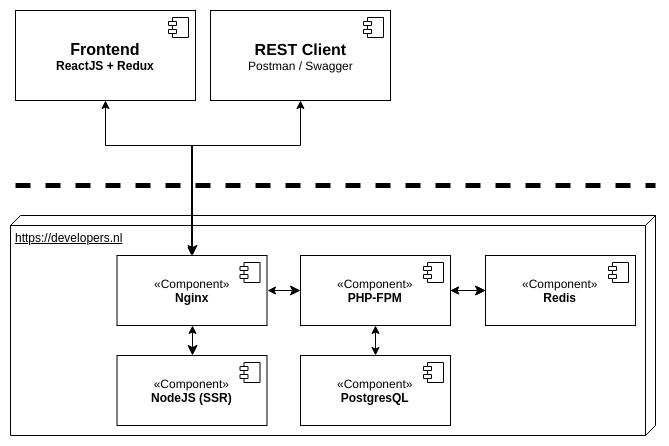 Frontend
ReactJS + Redux
REST Client
Postman / Swagger
https://developers.nl
«Component»
Nginx
«Component»
PHP-FPM
«Component»
Redis
«Component»
NodeJS (SSR)
«Component»
PostgresQL